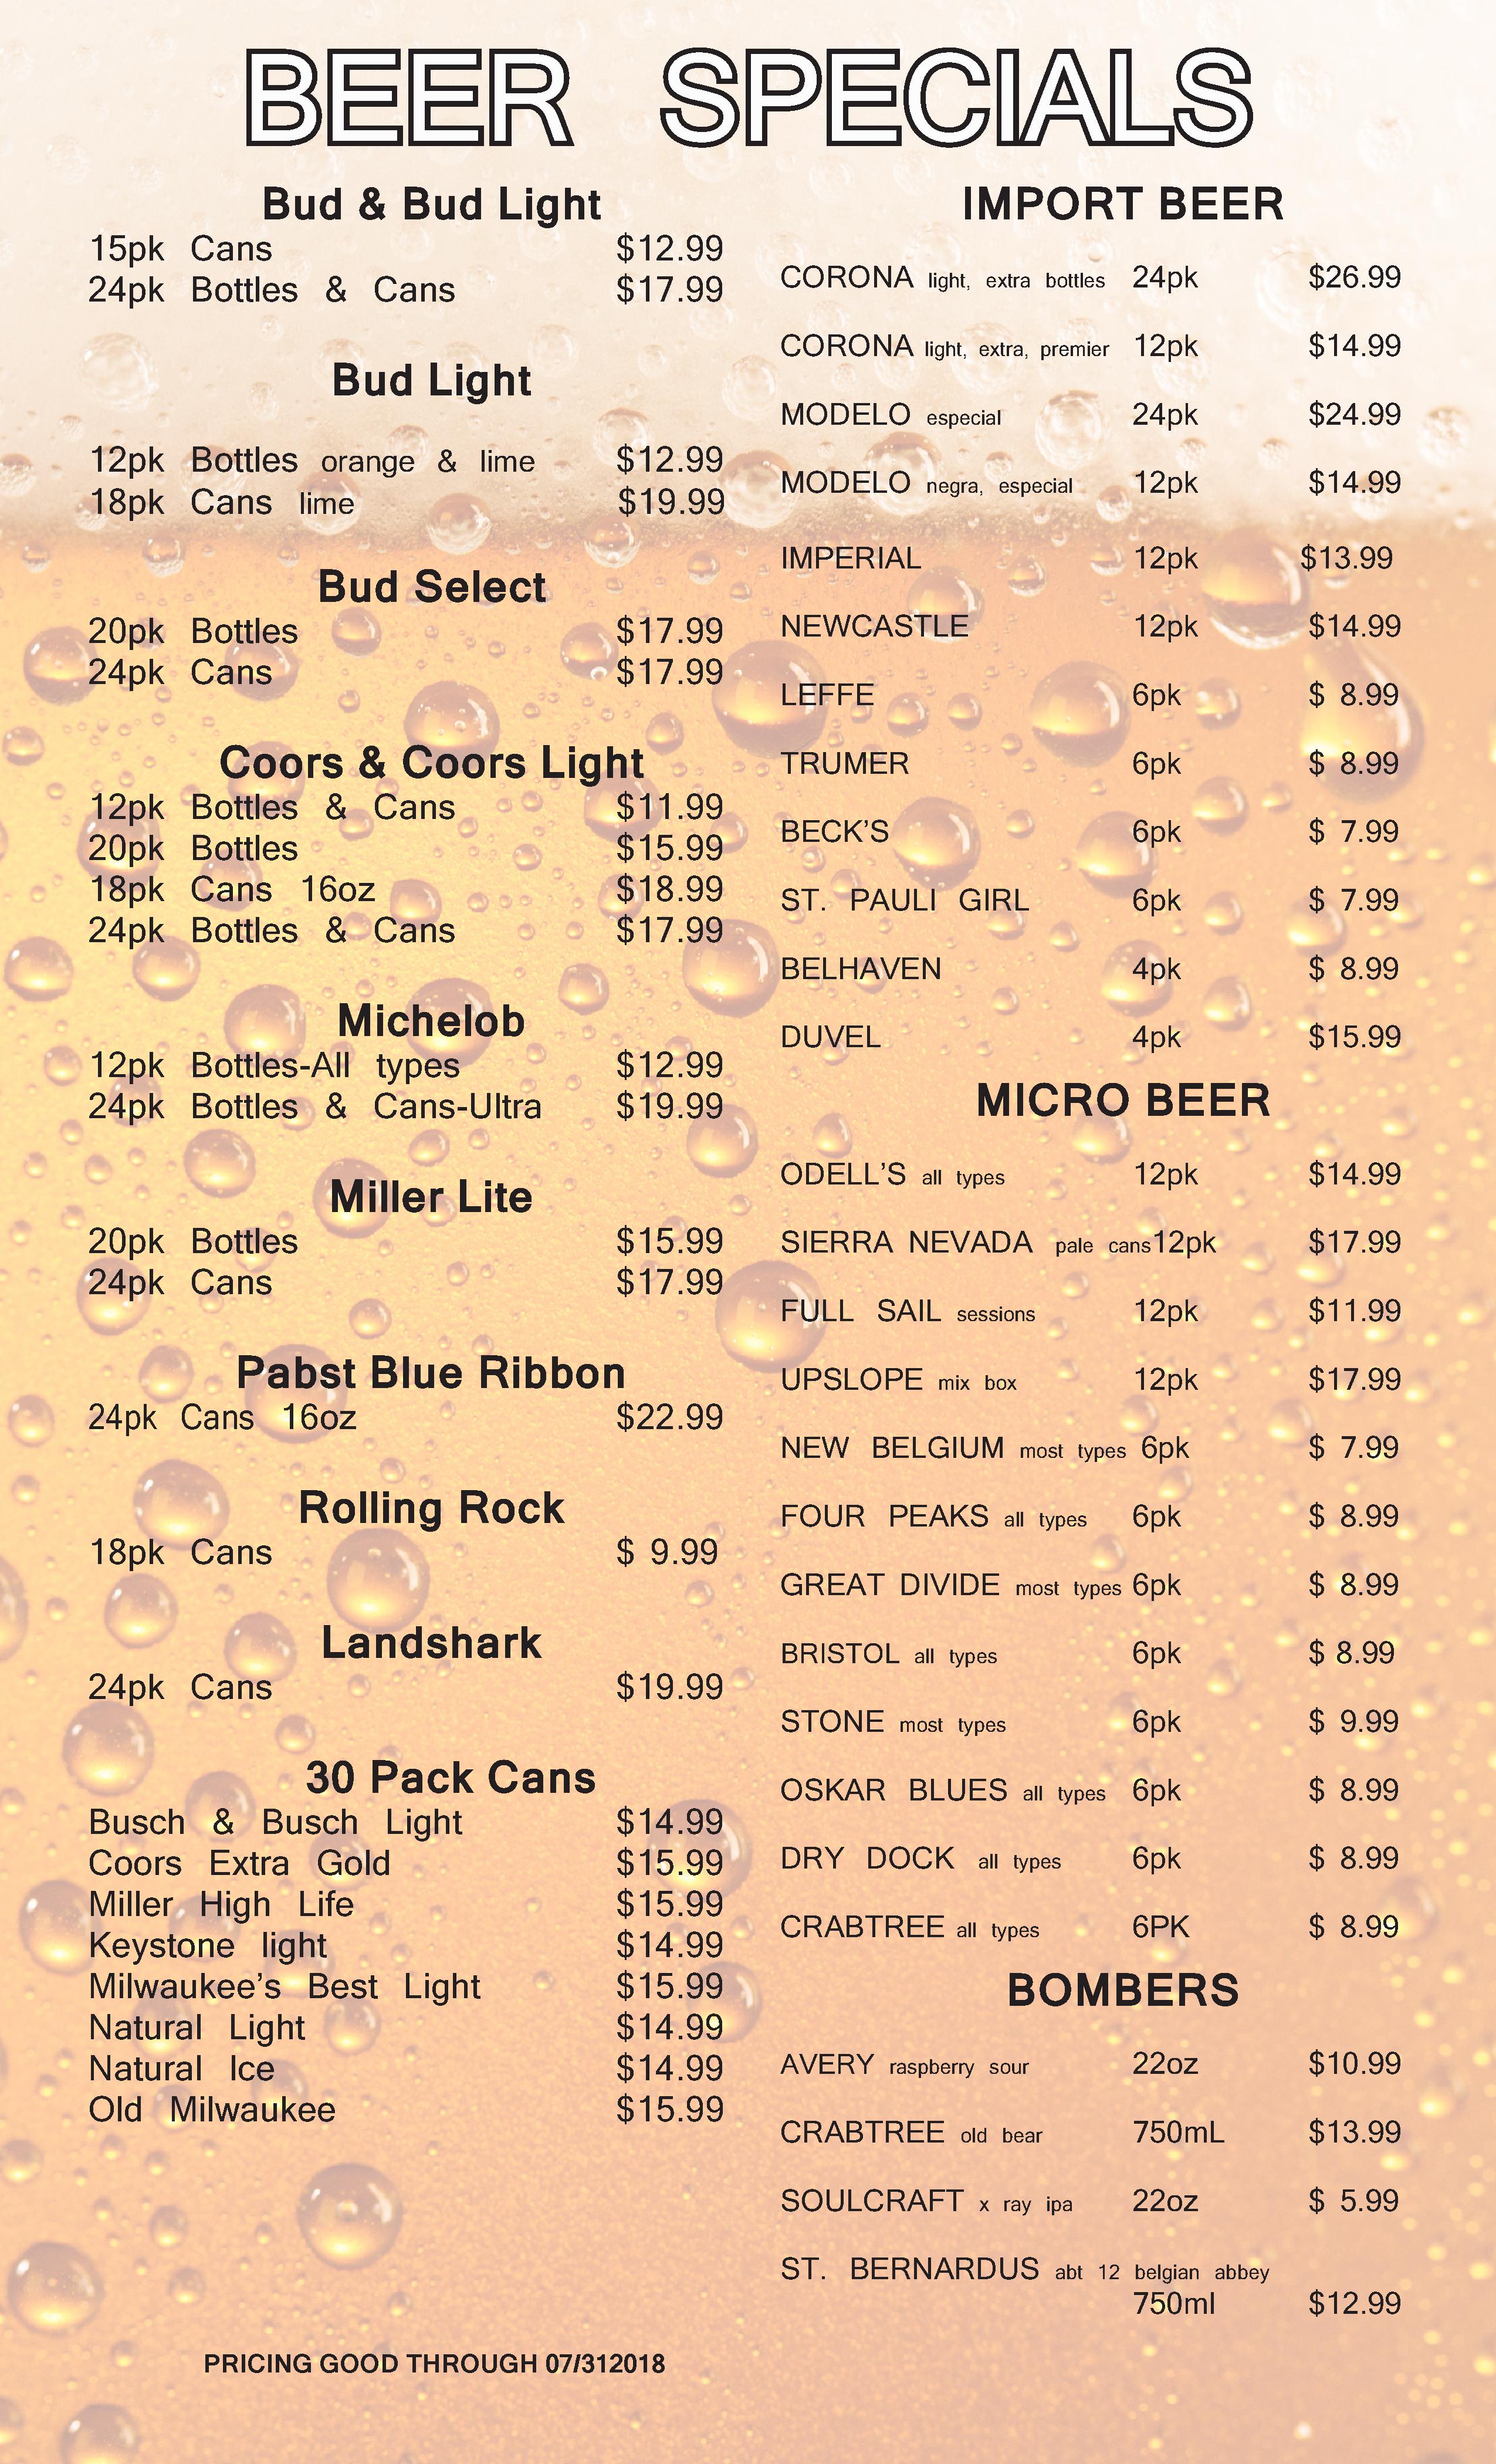 BEER SPECIALS
Bud & Bud Light
15pk Cans $12.99
24pk Bottles & Cans $17.99
Bud Light
12pk Bottles orange & lime $12.99
18pk Cans lime $19.99
Bud Select
20pk Bottles $17.99
24pk Cans $17.99
Coors & Coors Light
12pk Bottles & Cans $11.99
20pk Bottles $15.99
18pk Cans 16oz $18.99
24pk Bottles & Cans $17.99
Michelob
12pk Bottles-All types $12.99
24pk Bottles & Cans-Ultra $19.99
Miller Lite
20pk Bottles $15.99
24pk Cans $17.99
Pabst Blue Ribbon
24pk Cans 16oz $22.99
Rolling Rock
18pk Cans $ 9.99
Landshark
24pk Cans $19.99
30 Pack Cans
Busch & Busch Light $14.99
Coors Extra Gold $15.99
Miller High Life $15.99
Keystone light $14.99
Milwaukee’s Best Light $15.99
Natural Light $14.99
Natural Ice $14.99
Old Milwaukee $15.99
PRICING GOOD THROUGH 07/312018
IMPORT BEER
CORONA light, extra bottles 24pk $26.99
CORONA light, extra, premier 12pk $14.99
MODELO especial 24pk $24.99
MODELO negra, especial 12pk $14.99
IMPERIAL 12pk $13.99
NEWCASTLE 12pk $14.99
LEFFE 6pk $ 8.99
TRUMER 6pk $ 8.99
BECK’S 6pk $ 7.99
ST. PAULI GIRL 6pk $ 7.99
BELHAVEN 4pk $ 8.99
DUVEL 4pk $15.99
MICRO BEER
ODELL’S all types 12pk $14.99
SIERRA NEVADA pale cans12pk $17.99
FULL SAIL sessions 12pk $11.99
UPSLOPE mix box 12pk $17.99
NEW BELGIUM most types 6pk $ 7.99
FOUR PEAKS all types 6pk $ 8.99
GREAT DIVIDE most types 6pk $ 8.99
BRISTOL all types 6pk $ 8.99
STONE most types 6pk $ 9.99
OSKAR BLUES all types 6pk $ 8.99
DRY DOCK all types 6pk $ 8.99
CRABTREE all types 6PK $ 8.99
BOMBERS
AVERY raspberry sour 22oz $10.99
CRABTREE old bear 750mL $13.99
SOULCRAFT x ray ipa 22oz $ 5.99
ST. BERNARDUS abt 12 belgian abbey
750ml $12.99